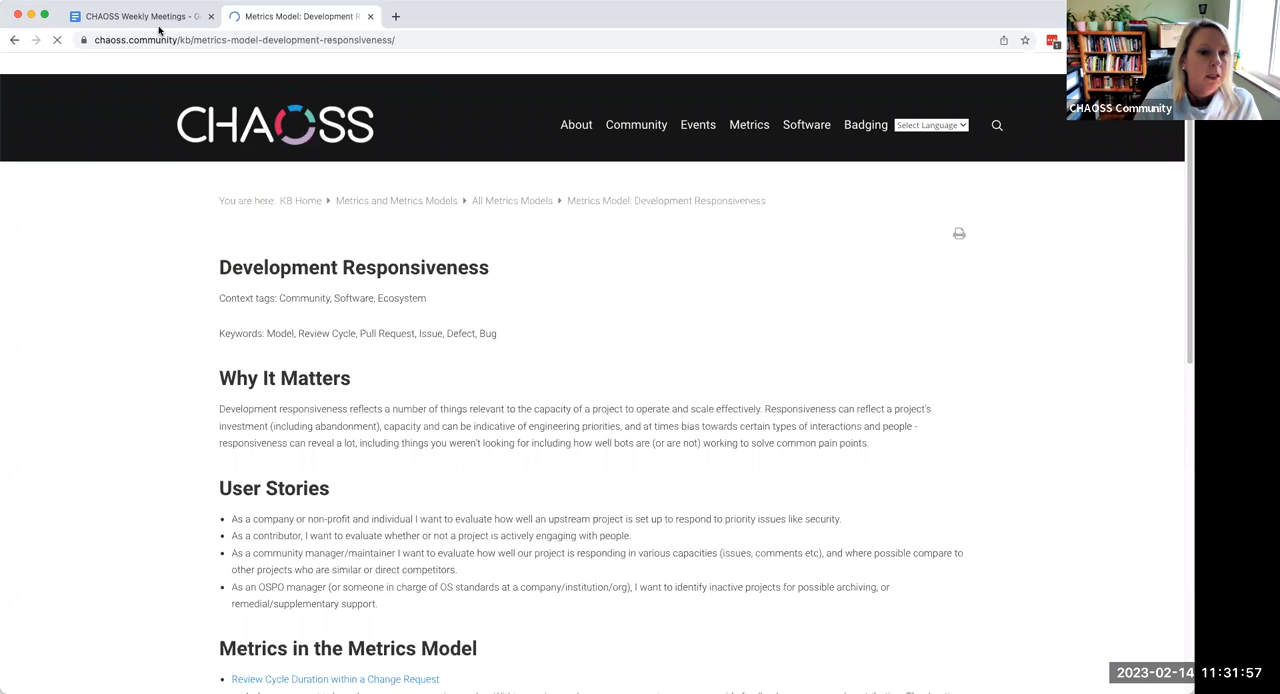 CHAOSS Weekly Meetings - G
Metrics Model: Development R
chaoss.community/kb/metrics-model-development-responsiveness/
1
CHAOSS Community
CHAOSS
About Community Events Metrics Software Badging Select Language
You are here: KB Home Metrics and Metrics Models All Metrics Models Metrics Model: Development Responsiveness
Development Responsiveness
Context tags: Community, Software, Ecosystem
Keywords: Model, Review Cycle, Pull Request, Issue, Defect, Bug
Why It Matters
Development responsiveness reflects a number of things relevant to the capacity of a project to operate and scale effectively. Responsiveness can reflect a project's
investment (including abandonment), capacity and can be indicative of engineering priorities, and at times bias towards certain types of interactions and people -
responsiveness can reveal a lot, including things you weren't looking for including how well bots are (or are not) working to solve common pain points.
User Stories
• As a company or non-profit and individual I want to evaluate how well an upstream project is set up to respond to priority issues like security.
• As a contributor, I want to evaluate whether or not a project is actively engaging with people.
• As a community manager/maintainer I want to evaluate how well our project is responding in various capacities (issues, comments etc), and where possible compare to
other projects who are similar or direct competitors.
• As an OSPO manager (or someone in charge of OS standards at a company/institution/org), I want to identify inactive projects for possible archiving, or
remedial/supplementary support.
Metrics in the Metrics Model
• Review Cycle Duration within a Change Request
2023-02-14 11:31:57